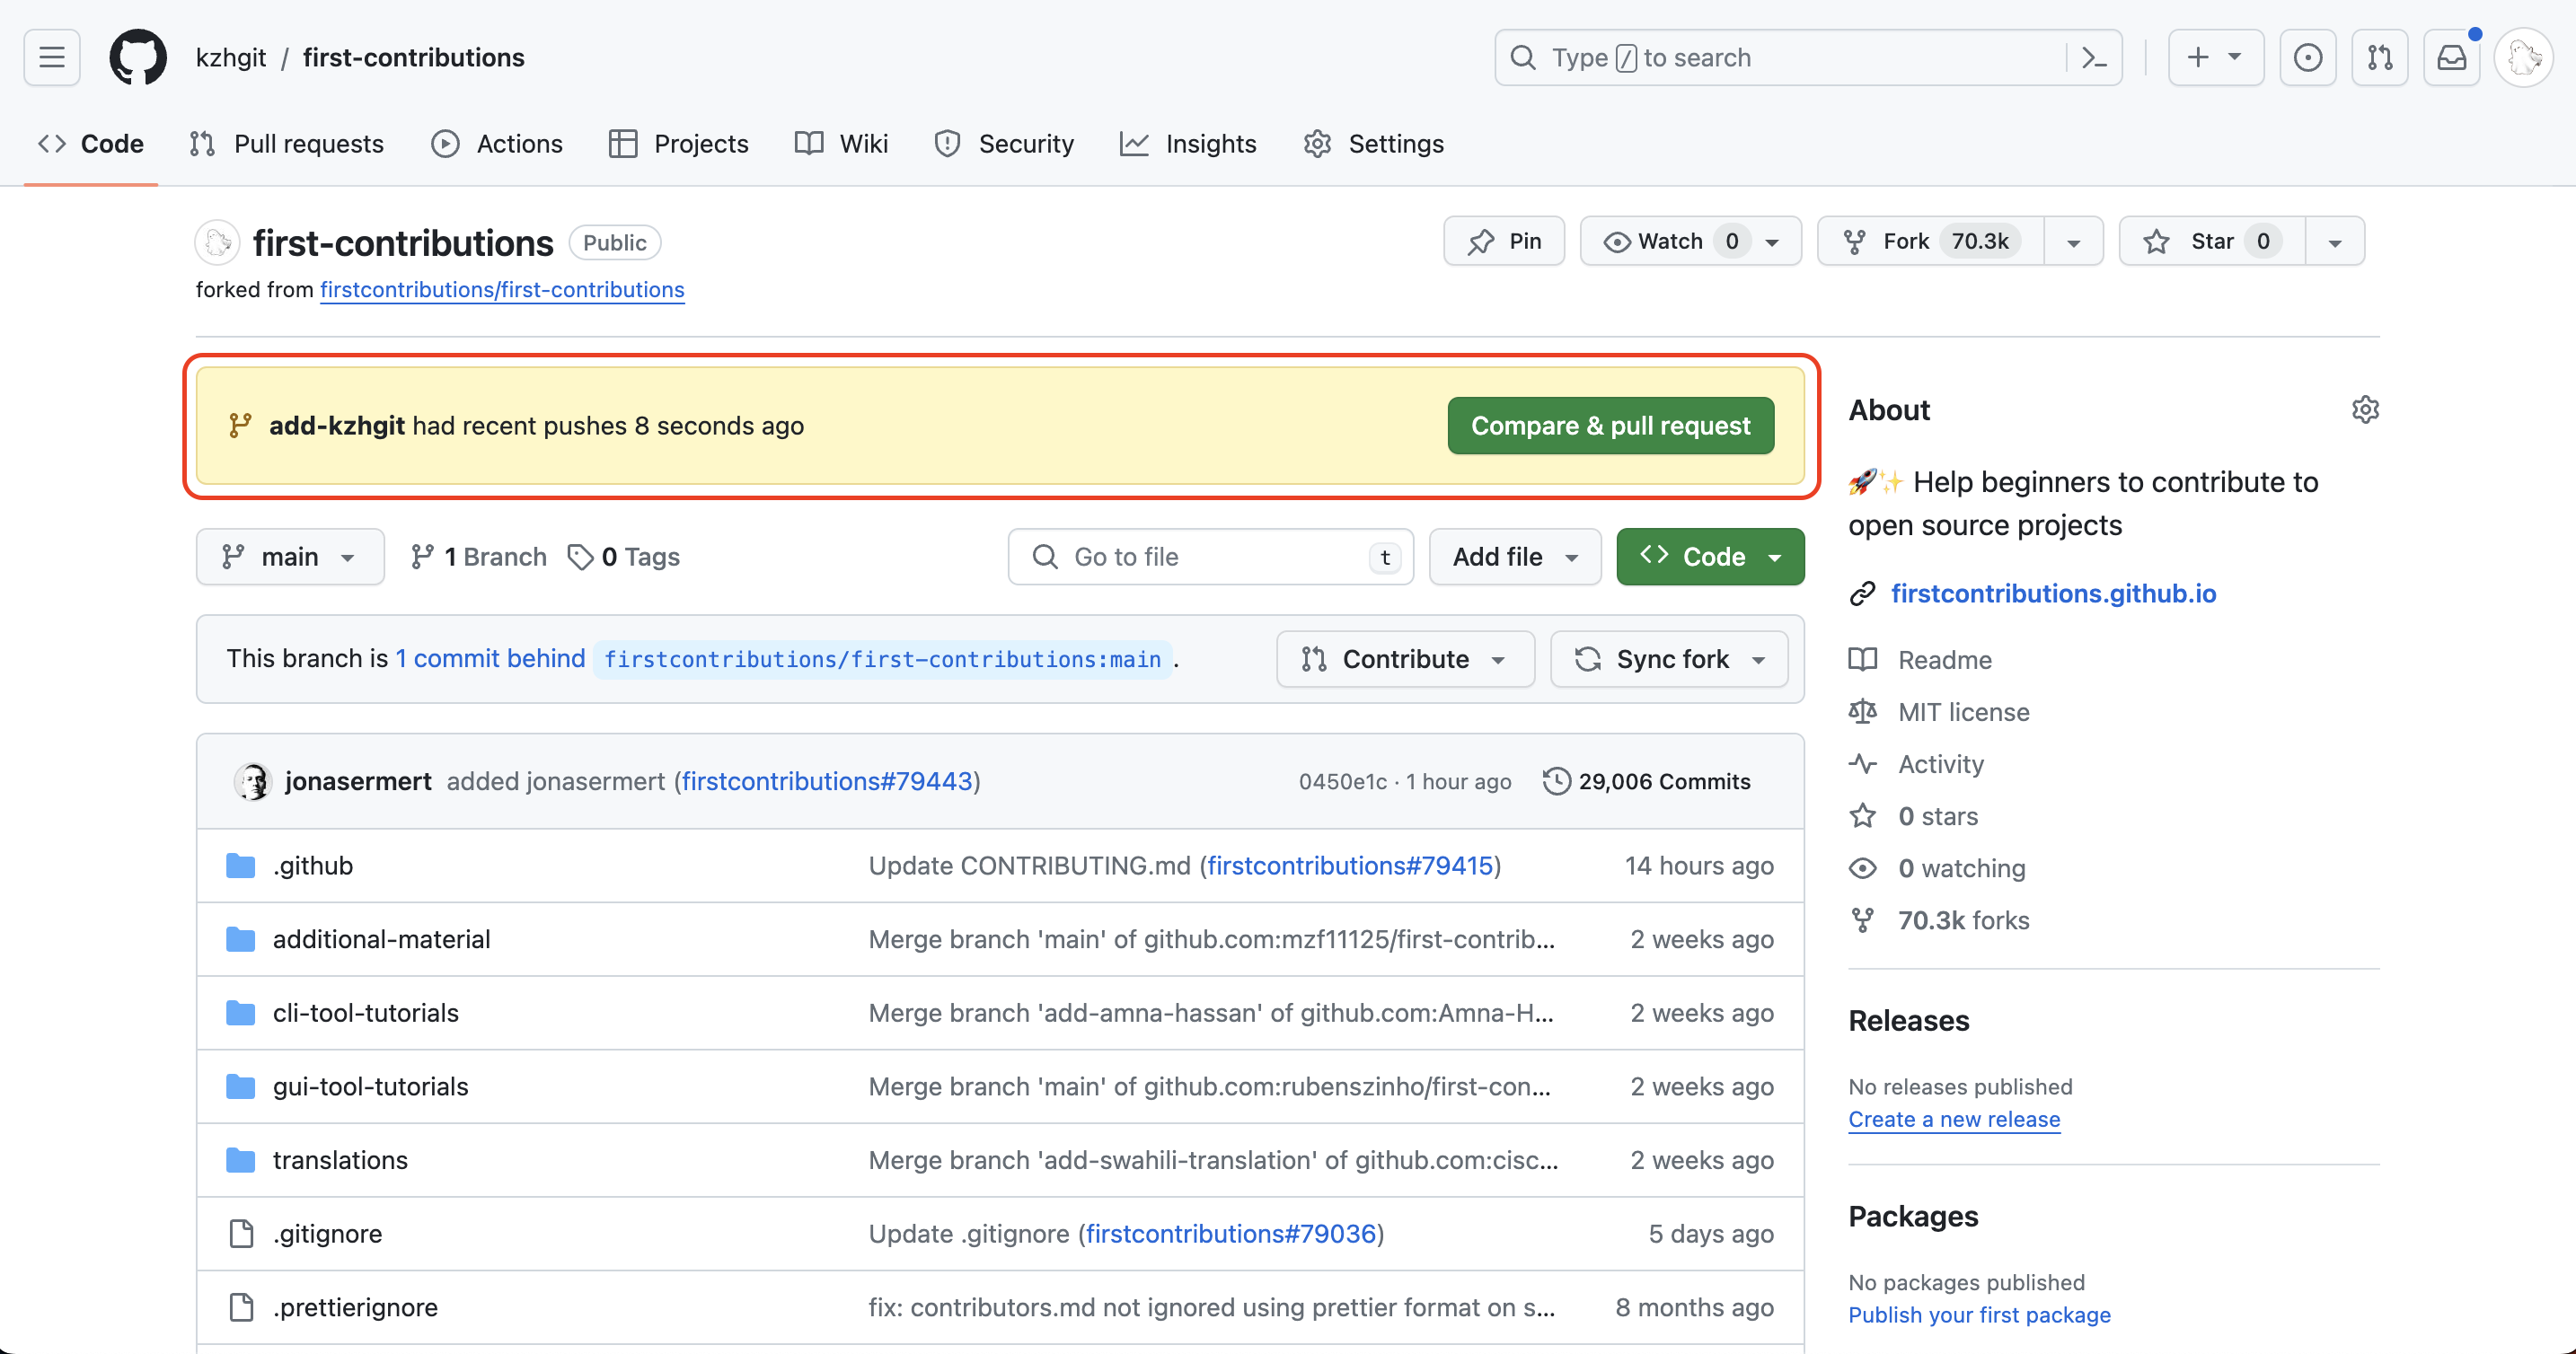 kzhgit / first-contributions
Type / to search
Code Pull requests Actions Projects Wiki Security Insights Settings
first-contributions Public
Pin Watch 0 Fork 70.3k Star 0
forked from firstcontributions/first-contributions
add-kzhgit had recent pushes 8 seconds ago Compare & pull request
main 1 Branch 0 Tags Go to file t Add file Code
This branch is 1 commit behind firstcontributions/first-contributions:main . Contribute Sync fork
jonasermert added jonasermert (firstcontributions#79443) 0450e1c · 1 hour ago 29,006 Commits
.github Update CONTRIBUTING.md (firstcontributions#79415) 14 hours ago
additional-material Merge branch 'main' of github.com:mzf11125/first-contrib... 2 weeks ago
cli-tool-tutorials Merge branch 'add-amna-hassan' of github.com:Amna-H... 2 weeks ago
gui-tool-tutorials Merge branch 'main' of github.com:rubenszinho/first-con... 2 weeks ago
translations Merge branch 'add-swahili-translation' of github.com:cisc... 2 weeks ago
.gitignore Update .gitignore (firstcontributions#79036) 5 days ago
.prettierignore fix: contributors.md not ignored using prettier format on s... 8 months ago
About
🚀✨ Help beginners to contribute to
open source projects
firstcontributions.github.io
Readme
MIT license
Activity
0 stars
0 watching
70.3k forks
Releases
No releases published
Create a new release
Packages
No packages published
Publish your first package